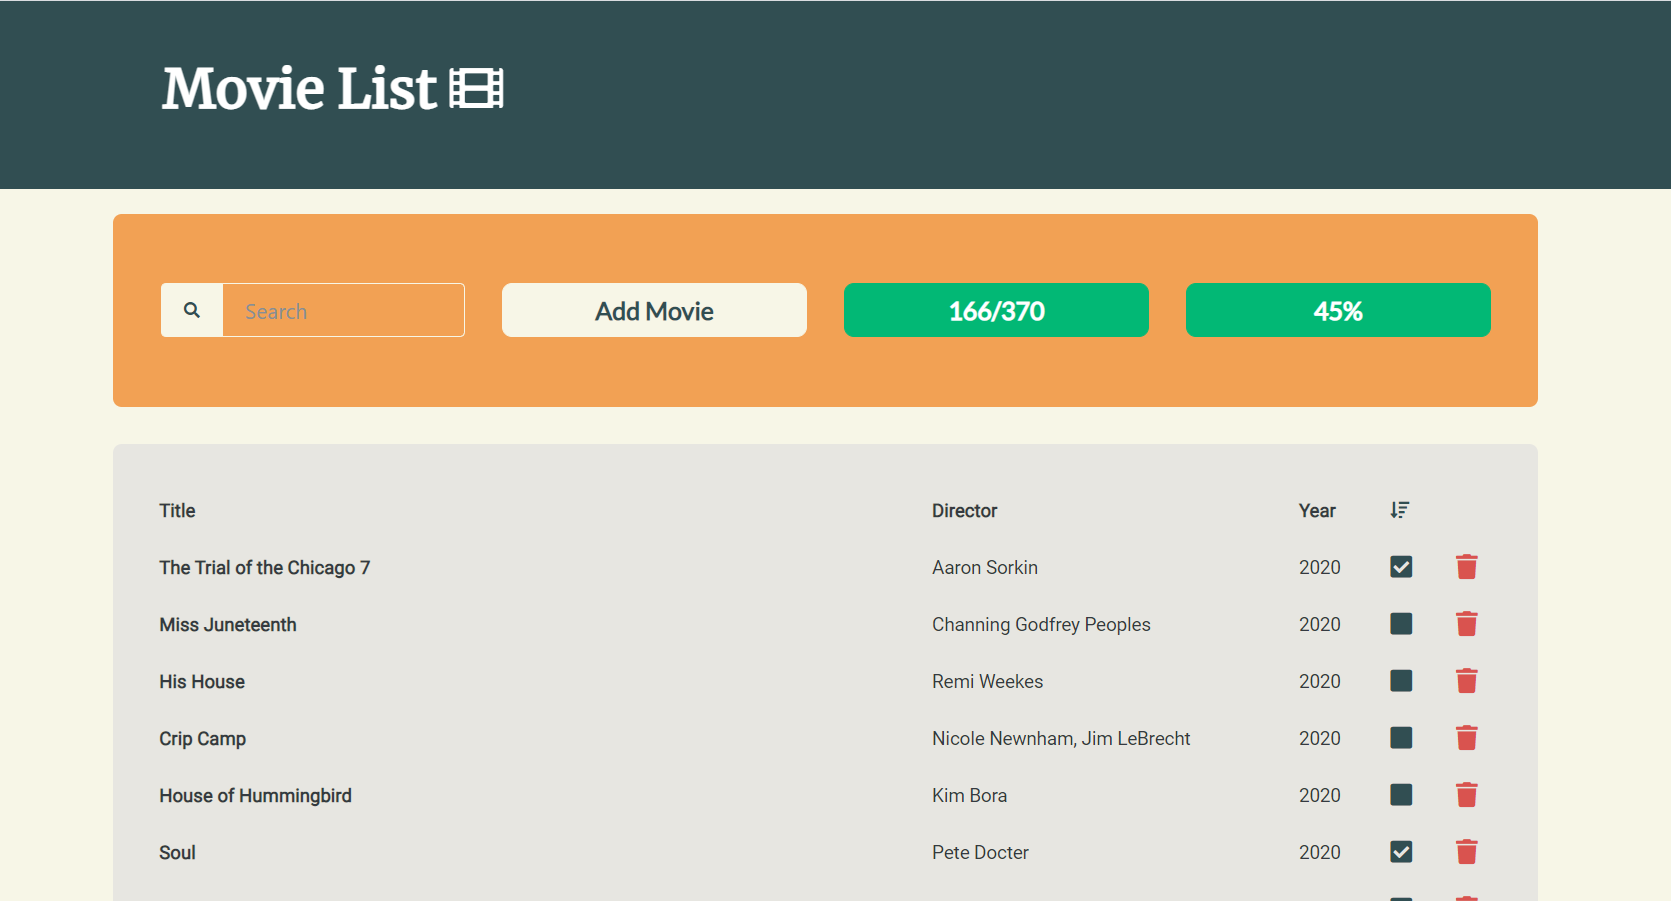 Movie List
Search
Add Movie
166/370
45%
Title Director Year
The Trial of the Chicago 7 Aaron Sorkin 2020
Miss Juneteenth Channing Godfrey Peoples 2020
His House Remi Weekes 2020
Crip Camp Nicole Newnham, Jim LeBrecht 2020
House of Hummingbird Kim Bora 2020
Soul Pete Docter 2020